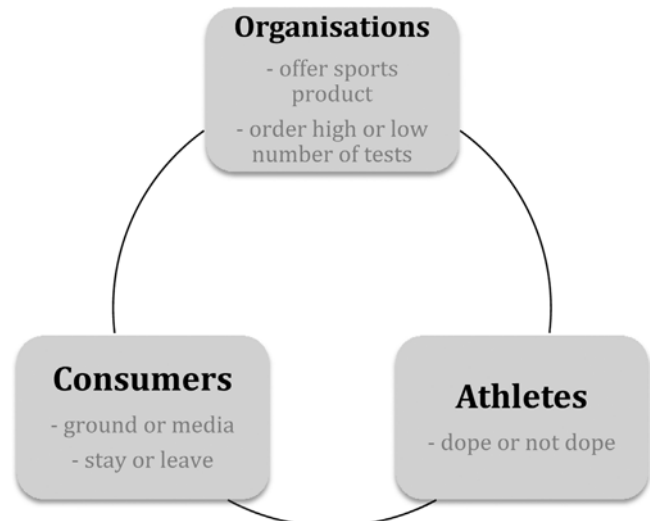 Organisations
- offer sports
product
- order high or low
number of tests
Consumers
- ground or media
- stay or leave
Athletes
- dope or not dope